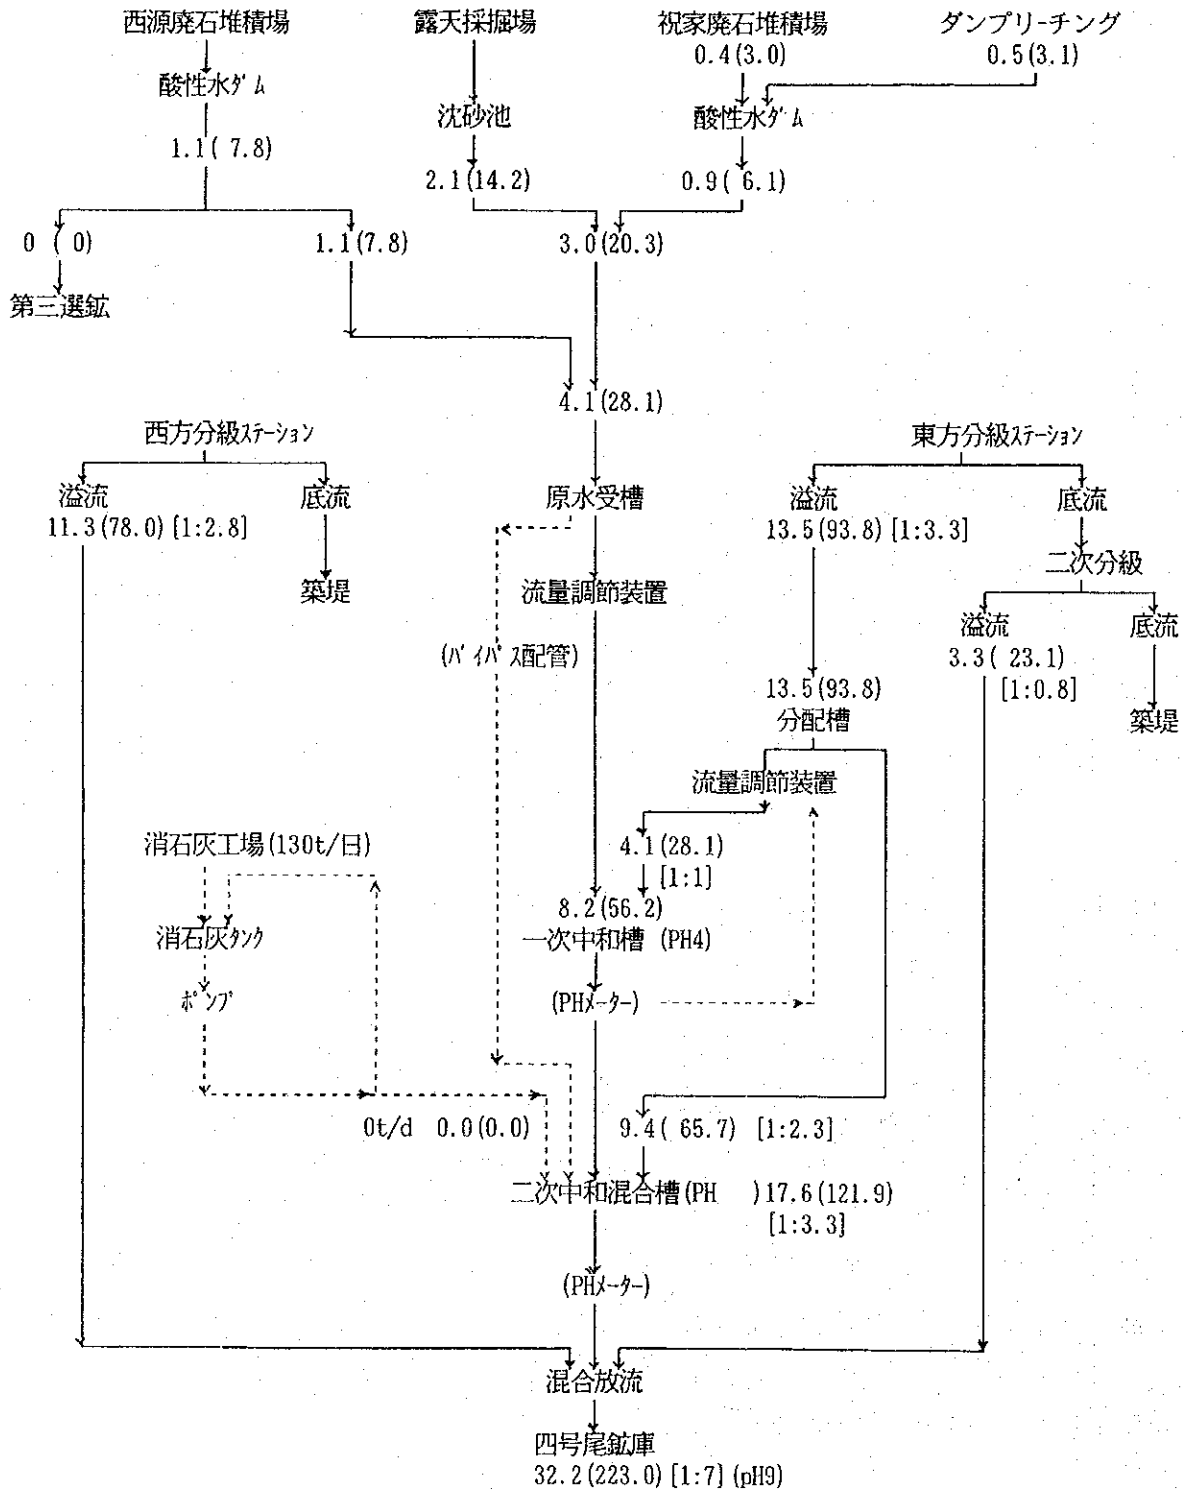 西源廃石堆積場
露天採掘場
祝家廃石堆積場
ダンプリ-チング
0.4(3.0)
0.5(3.1)
酸性水ダム
沈砂池
酸性水ダム
1.1( 7.8)
2.1(14.2)
0.9( 6.1)
0 ( 0)
1.1(7.8)
3.0(20.3)
第三選鉱
4.1(28.1)
西方分級ステーション
東方分級ステーション
溢流
底流
原水受槽
溢流
底流
11.3(78.0) [1:2.8]
13.5(93.8) [1:3.3]
二次分級
築堤
流量調節装置
溢流
底流
(バイパス配管)
3.3( 23.1)
[1:0.8]
13.5(93.8)
分配槽
築堤
流量調節装置
消石灰工場(130t/日)
4.1(28.1)
[1:1]
8.2(56.2)
消石灰タンク
一次中和槽 (PH4)
ポンプ
(PHメーター)
0t/d 0.0(0.0)
9.4( 65.7) [1:2.3]
二次中和混合槽(PH )17.6(121.9)
[1:3.3]
(PHメーター)
混合放流
四号尾鉱庫
32.2(223.0) [1:7] (pH9)